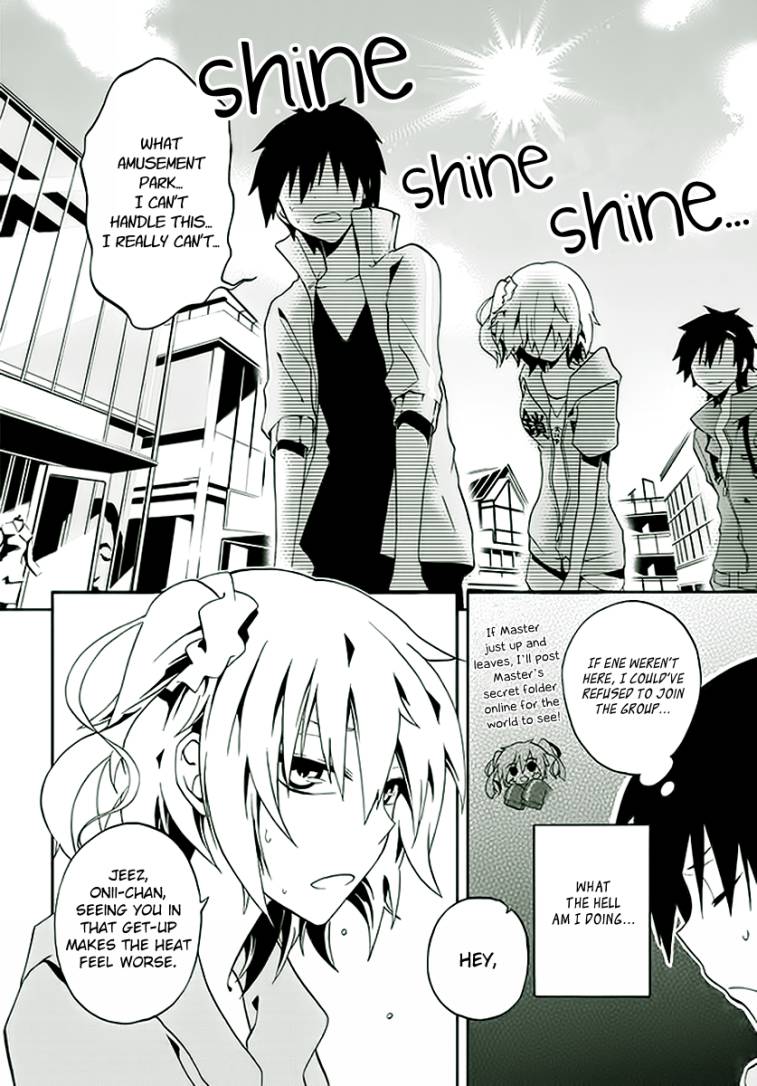 shine
shine
shine...
WHAT
AMUSEMENT
PARK...
I CAN'T
HANDLE THIS...
I REALLY CAN'T...
IF ENE WEREN'T
HERE, I COULD'VE
REFUSED TO JOIN
THE GROUP...
If Master
just up and
leaves, I'll post
Master's
secret folder
online for the
world to see!
WHAT
THE HELL
AM I DOING...
HEY,
JEEZ,
ONII-CHAN,
SEEING YOU IN
THAT GET-UP
MAKES THE HEAT
FEEL WORSE.